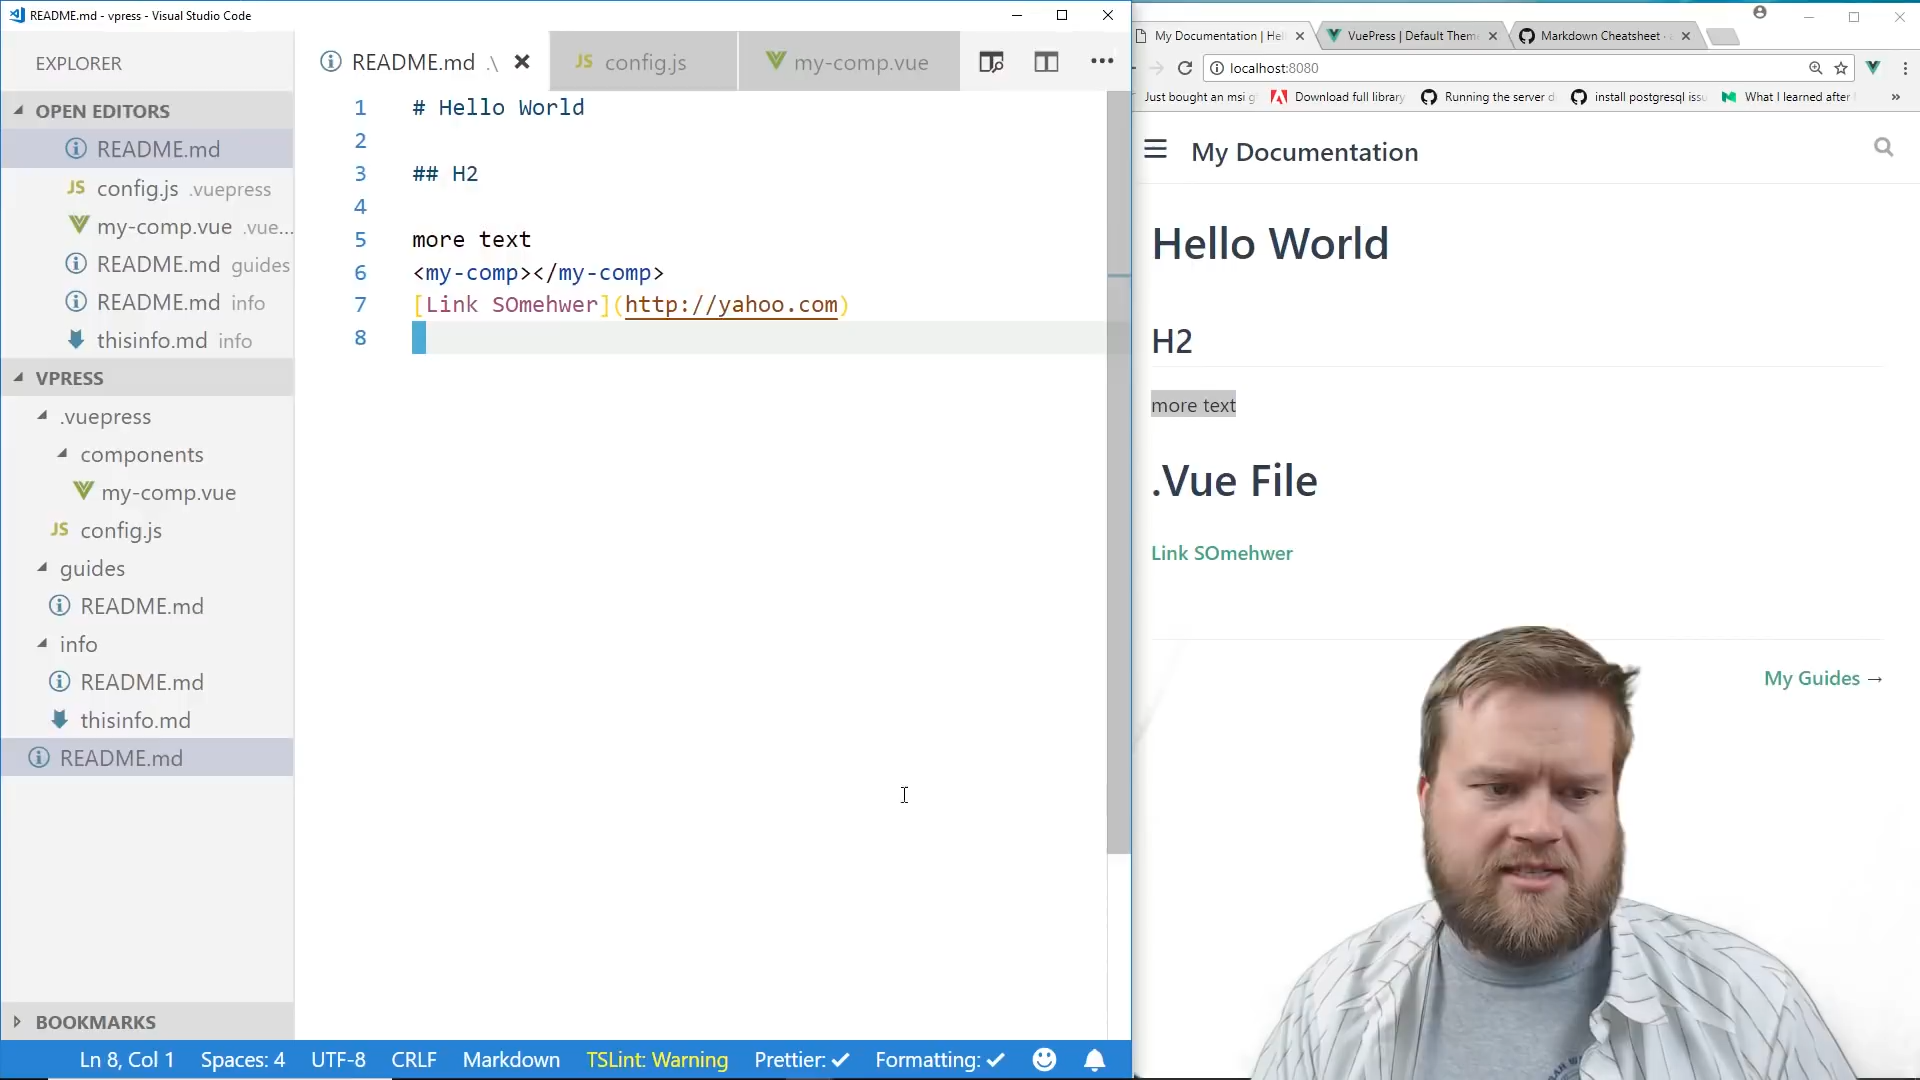 README.md - vpress - Visual Studio Code
EXPLORER
OPEN EDITORS
README.md
JS config.js .vuepress
my-comp.vue .vue...
README.md guides
README.md info
thisinfo.md info
VPRESS
.vuepress
components
my-comp.vue
JS config.js
guides
README.md
info
README.md
thisinfo.md
README.md
BOOKMARKS
README.md .\
JS config.js
my-comp.vue
1 # Hello World
2
3 ## H2
4
5 more text
6 <my-comp></my-comp>
7 [Link SOmehwer](http://yahoo.com)
8
Ln 8, Col 1 Spaces: 4 UTF-8 CRLF Markdown TSLint: Warning Prettier: Formatting:
My Documentation | Hel
VuePress | Default Them
Markdown Cheatsheet ·
localhost:8080
Just bought an msi g
Download full library
Running the server d
install postgresql issu
What I learned after
My Documentation
Hello World
H2
more text
.Vue File
Link SOmehwer
My Guides →